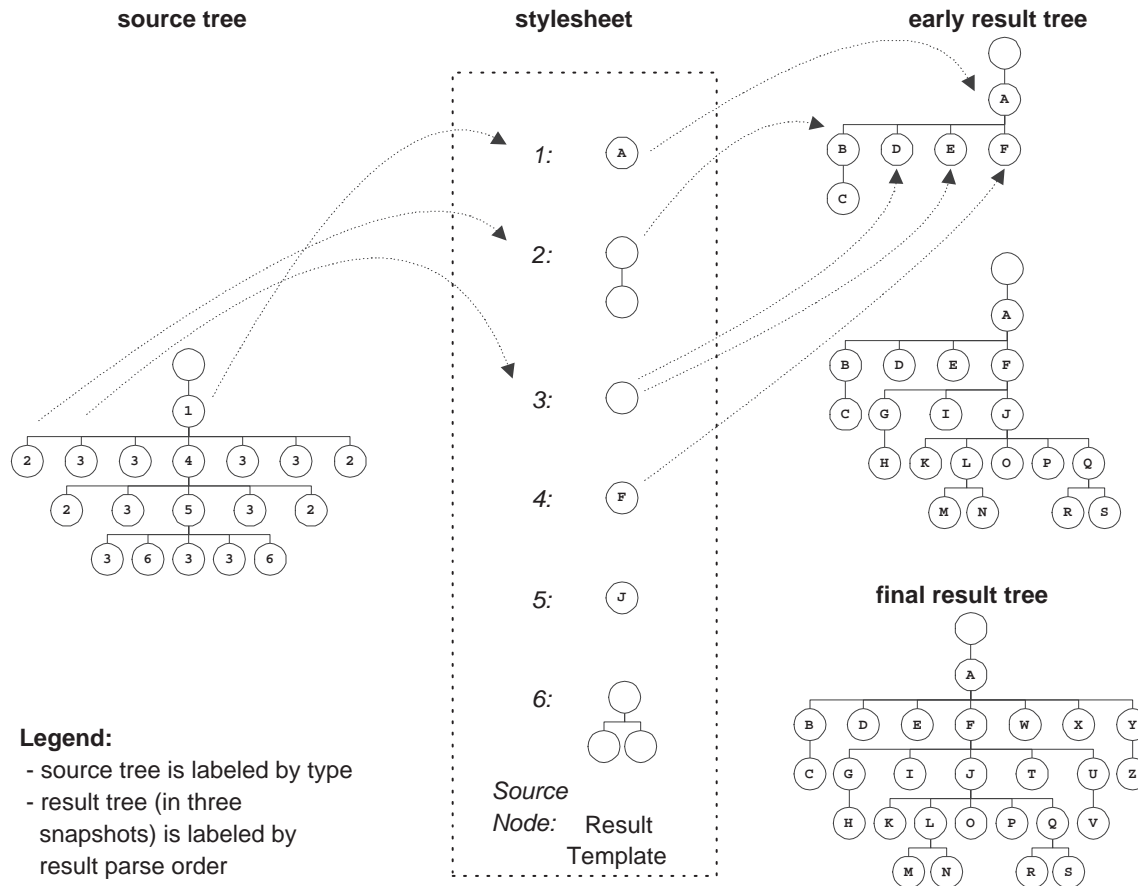 source tree
stylesheet
early result tree
1
2 3 3 4 3 3 2
2 3 5 3 2
3 6 3 3 6
1: A
2:
3:
4: F
5: J
6:
Source
Node: Result
Template
A
B D E F
C
A
B D E F
C G I J
H K L O P Q
M N R S
final result tree
A
B D E F W X Y
C G I J T U Z
H K L O P Q V
M N R S
Legend:
- source tree is labeled by type
- result tree (in three
snapshots) is labeled by
result parse order